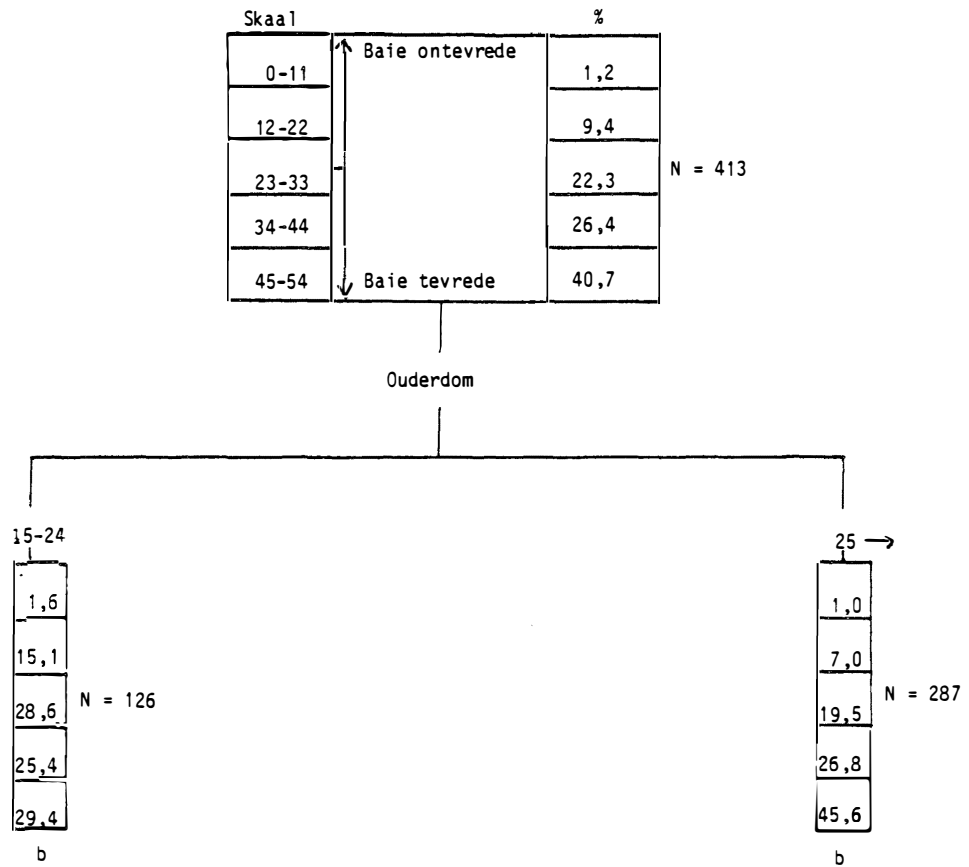 Skaal %
Baie ontevrede
0-11 1,2
12-22 9,4
23-33 22,3 N = 413
34-44 26,4
45-54 Baie tevrede 40,7
Ouderdom
15-24 25 →
1,6 1,0
15,1 7,0
28,6 N = 126 19,5 N = 287
25,4 26,8
29,4 45,6
b b